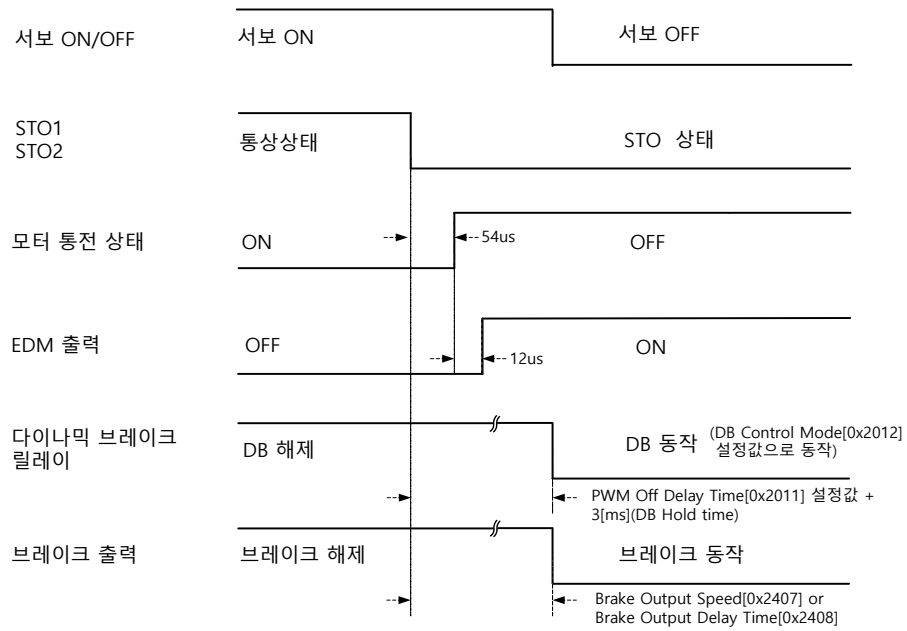 서보 ON/OFF
서보 ON
서보 OFF
STO1
STO2
통상상태
STO 상태
모터 통전 상태
ON
54us
OFF
EDM 출력
OFF
12us
ON
다이나믹 브레이크
릴레이
DB 해제
DB 동작
(DB Control Mode[0x2012]
설정값으로 동작)
PWM Off Delay Time[0x2011] 설정값 +
3[ms](DB Hold time)
브레이크 출력
브레이크 해제
브레이크 동작
Brake Output Speed[0x2407] or
Brake Output Delay Time[0x2408]